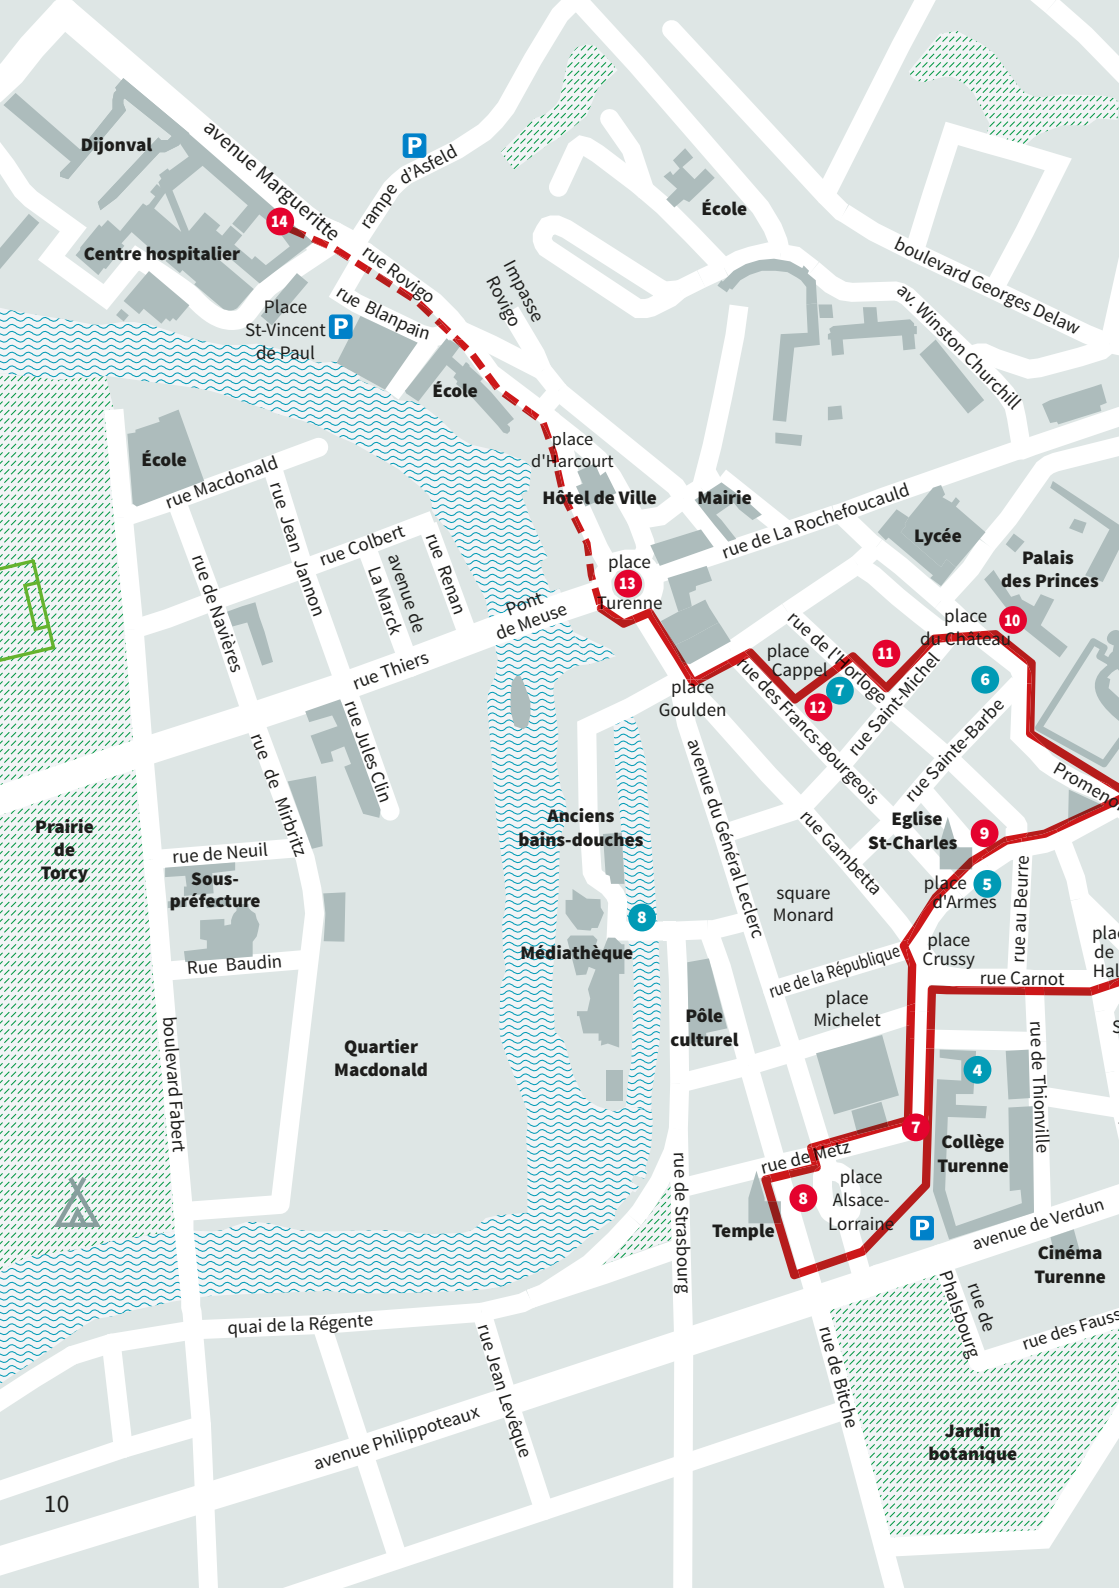 Dijonval
avenue Margueritte
P
rampe d'Asfeld
14
Centre hospitalier
École
rue Rovigo
Impasse
Rovigo
boulevard Georges Delaw
av. Winston Churchill
Place
St-Vincent
de Paul
P
rue Blanpain
École
École
place
d'Harcourt
rue Macdonald
Hôtel de Ville
Mairie
rue de La Rochefoucauld
Lycée
Palais
des Princes
rue Jean Jannon
rue Colbert
rue Renan
avenue de
La Marck
rue de Navières
place
13
Turenne
Pont
de Meuse
place
du Château
10
rue de l'Horloge
11
place
Cappel
7
12
6
rue Saint-Michel
rue Sainte-Barbe
rue des Francs-Bourgeois
rue Thiers
place
Goulden
rue Jules Clin
rue de Mirbritz
avenue du Général Leclerc
Prairie
de
Torcy
Anciens
bains-douches
rue Gambetta
Eglise
St-Charles
9
rue de Neuil
Sous-
préfecture
place
d'Armes
5
rue au Beurre
square
Monard
8
Médiathèque
place
Crussy
Rue Baudin
rue de la République
rue Carnot
place
Michelet
Pôle
culturel
Quartier
Macdonald
boulevard Fabert
4
rue de Thionville
7
Collège
Turenne
rue de Metz
rue de Strasbourg
8
place
Alsace-
Lorraine
Temple
P
avenue de Verdun
Cinéma
Turenne
rue de
Phalsbourg
rue des Fauss
quai de la Régente
rue Jean Levêque
rue de Bitche
avenue Philippoteaux
Jardin
botanique
10